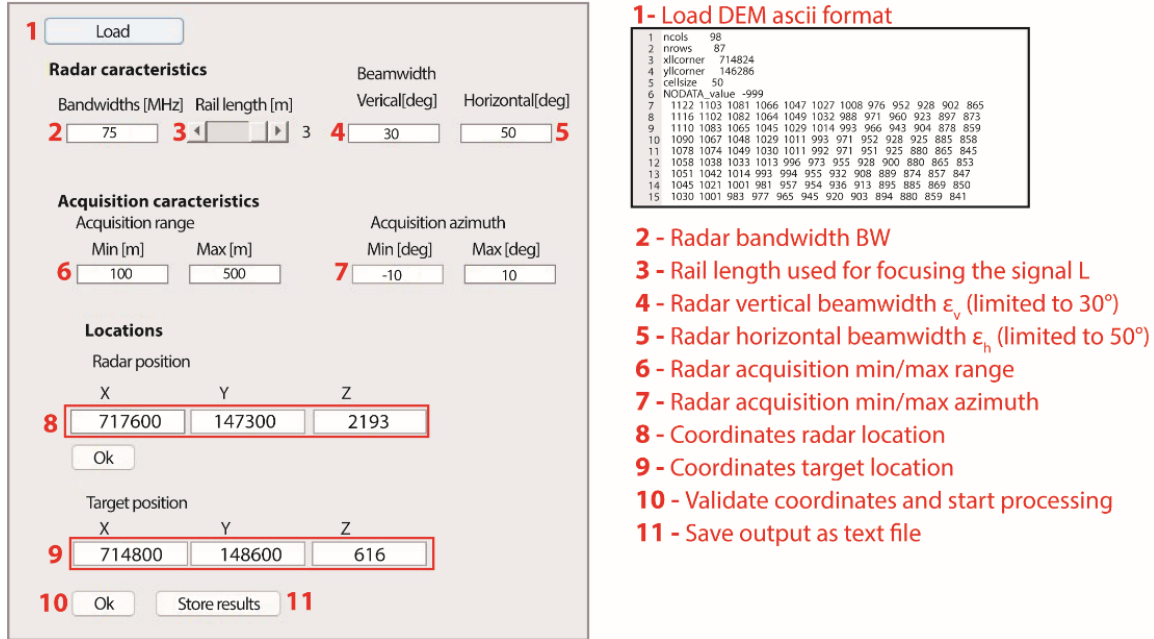 1 Load
Radar caracteristics
Beamwidth
Bandwidths [MHz] Rail length [m] Verical[deg] Horizontal[deg]
2 75 3 3 4 30 50 5
Acquisition caracteristics
Acquisition range Acquisition azimuth
Min [m] Max [m] Min [deg] Max [deg]
6 100 500 7 -10 10
Locations
Radar position
X Y Z
8 717600 147300 2193
Ok
Target position
X Y Z
9 714800 148600 616
10 Ok Store results 11
1- Load DEM ascii format
1 ncols 98
2 nrows 87
3 xllcorner 714824
4 yllcorner 146286
5 cellsize 50
6 NODATA_value -999
7 1122 1103 1081 1066 1047 1027 1008 976 952 928 902 865
8 1116 1102 1082 1064 1049 1032 988 971 960 923 897 873
9 1110 1083 1065 1045 1029 1014 993 966 943 904 878 859
10 1090 1067 1048 1029 1011 993 971 952 928 925 885 858
11 1078 1074 1049 1030 1011 992 971 951 925 880 865 845
12 1058 1038 1033 1013 996 973 955 928 900 880 865 853
13 1051 1042 1014 993 994 955 932 908 889 874 857 847
14 1045 1021 1001 981 957 954 936 913 895 885 869 850
15 1030 1001 983 977 965 945 920 903 894 880 859 841
2 - Radar bandwidth BW
3 - Rail length used for focusing the signal L
4 - Radar vertical beamwidth εv (limited to 30°)
5 - Radar horizontal beamwidth εh (limited to 50°)
6 - Radar acquisition min/max range
7 - Radar acquisition min/max azimuth
8 - Coordinates radar location
9 - Coordinates target location
10 - Validate coordinates and start processing
11 - Save output as text file